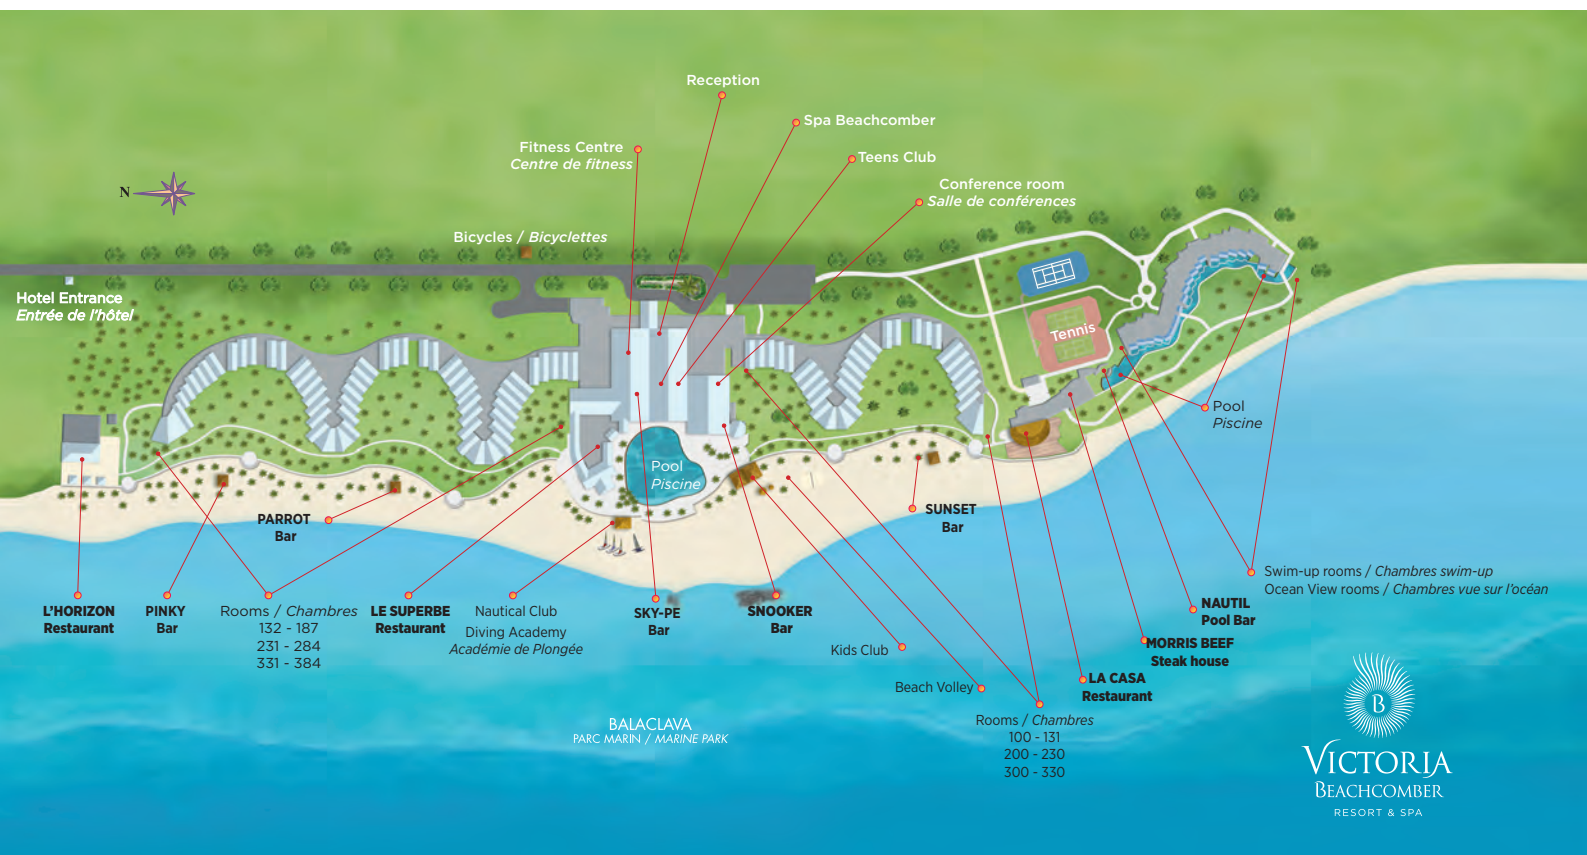 Reception
Spa Beachcomber
Fitness Centre
Centre de fitness
Teens Club
Conference room
Salle de conférences
N
Bicycles / Bicyclettes
Hotel Entrance
Entrée de l'hôtel
Tennis
Pool
Piscine
Pool
Piscine
PARROT
Bar
SUNSET
Bar
Swim-up rooms / Chambres swim-up
Ocean View rooms / Chambres vue sur l'océan
L'HORIZON
Restaurant
PINKY
Bar
Rooms / Chambres
132 - 187
231 - 284
331 - 384
LE SUPERBE
Restaurant
Nautical Club
Diving Academy
Académie de Plongée
SKY-PE
Bar
SNOOKER
Bar
NAUTIL
Pool Bar
Kids Club
MORRIS BEEF
Steak house
Beach Volley
LA CASA
Restaurant
Rooms / Chambres
100 - 131
200 - 230
300 - 330
BALACLAVA
PARC MARIN / MARINE PARK
B
VICTORIA
BEACHCOMBER
RESORT & SPA